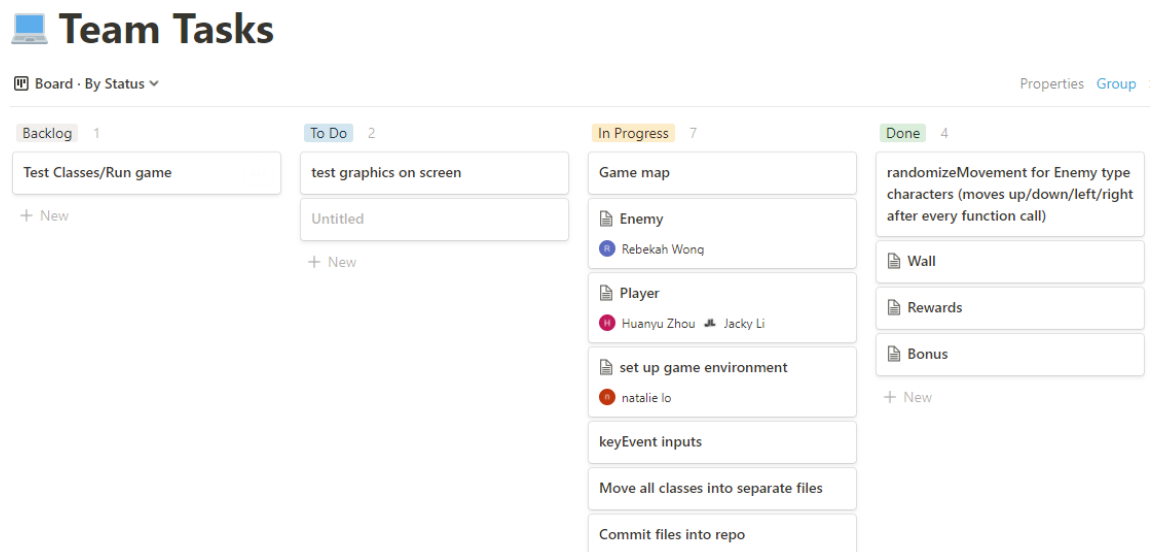 Team Tasks
Board · By Status
Properties Group
Backlog 1
Test Classes/Run game
+ New
To Do 2
test graphics on screen
Untitled
+ New
In Progress 7
Game map
Enemy
R Rebekah Wong
Player
H Huanyu Zhou JL Jacky Li
set up game environment
n natalie lo
keyEvent inputs
Move all classes into separate files
Commit files into repo
Done 4
randomizeMovement for Enemy type
characters (moves up/down/left/right
after every function call)
Wall
Rewards
Bonus
+ New